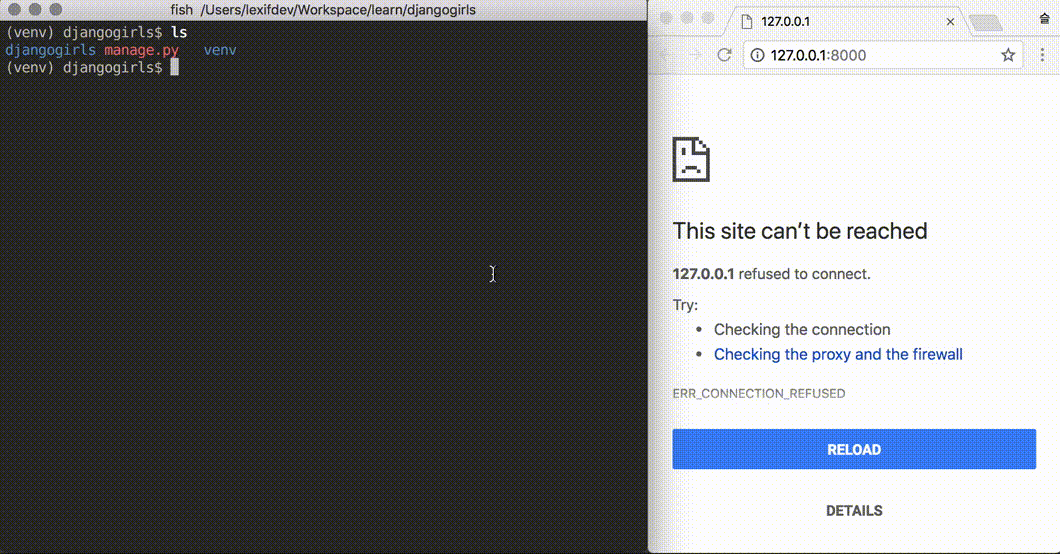 fish  /Users/lexifdev/Workspace/learn/djangogirls
(venv) djangogirls$ ls
djangogirls manage.py   venv
(venv) djangogirls$
127.0.0.1
127.0.0.1:8000
This site can’t be reached
127.0.0.1 refused to connect.
Try:
• Checking the connection
• Checking the proxy and the firewall
ERR_CONNECTION_REFUSED
RELOAD
DETAILS